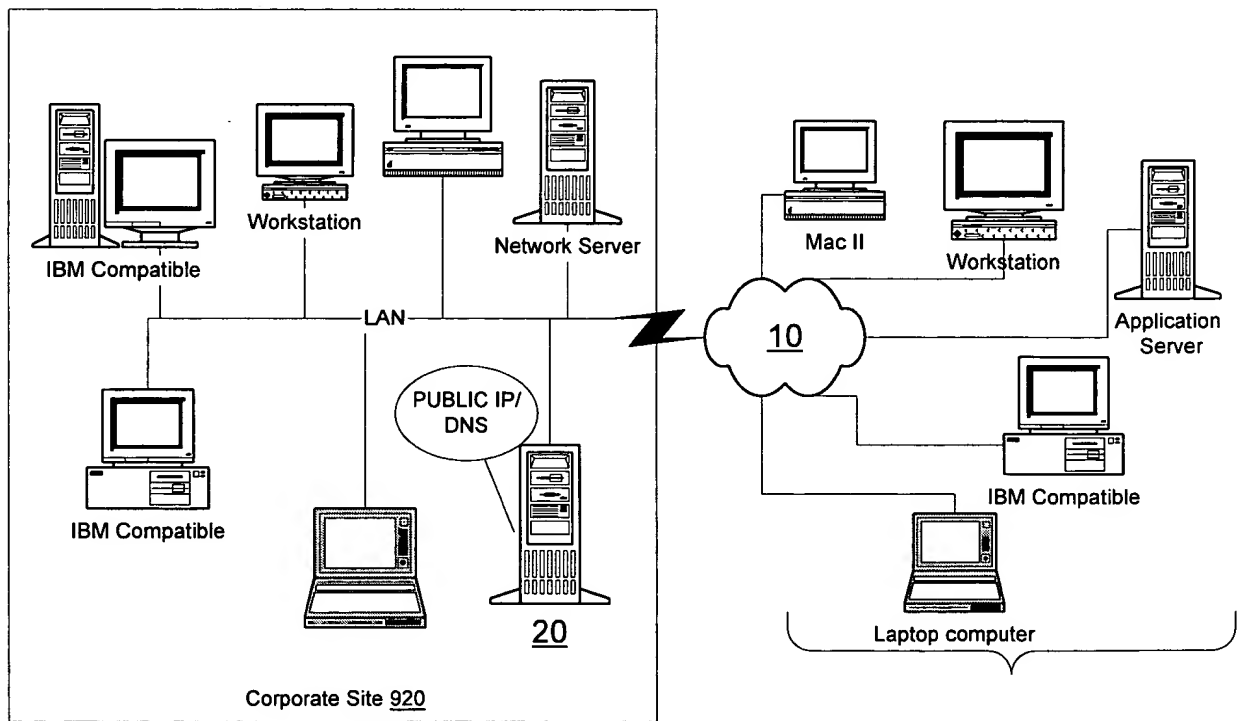 IBM Compatible
Workstation
Network Server
LAN
IBM Compatible
PUBLIC IP/
DNS
20
Corporate Site 920
Mac II
Workstation
Application
Server
10
IBM Compatible
Laptop computer